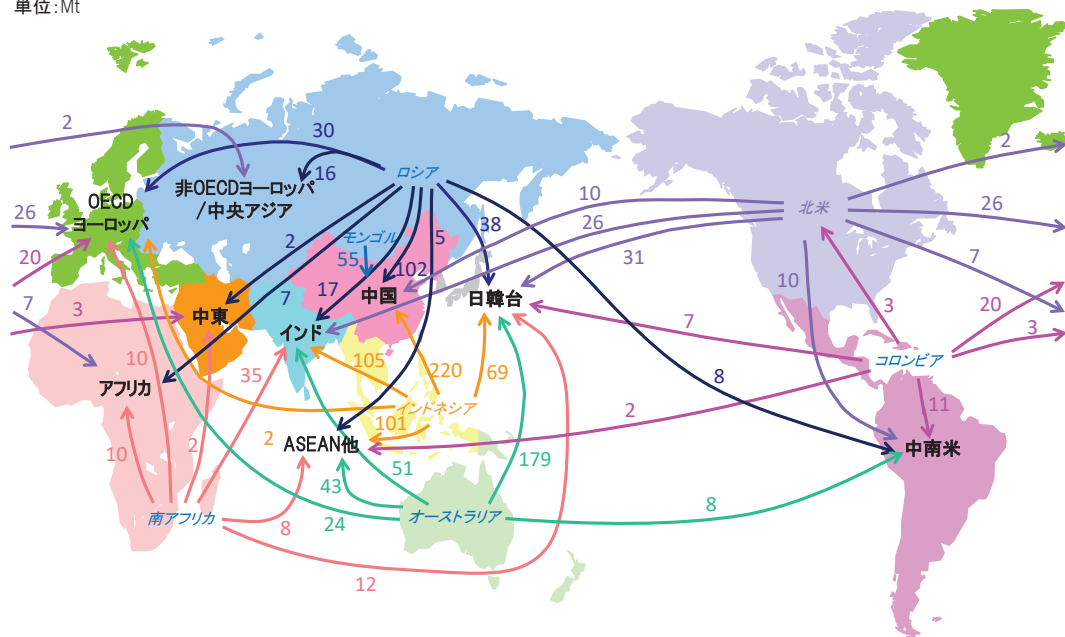 単位:Mt
2
30
2
ロシア
16
非OECDヨーロッパ
/中央アジア
OECD
ヨーロッパ
10
北米
26
26
26
2
モンゴル
5
38
20
55
102
31
7
10
7
17
中国
日韓台
7
3
中東
インド
3
20
7
3
10
105
コロンビア
35
220
69
8
アフリカ
インドネシア
2
11
101
2
ASEAN他
中南米
10
2
51
179
43
8
南アフリカ
24
オーストラリア
8
12